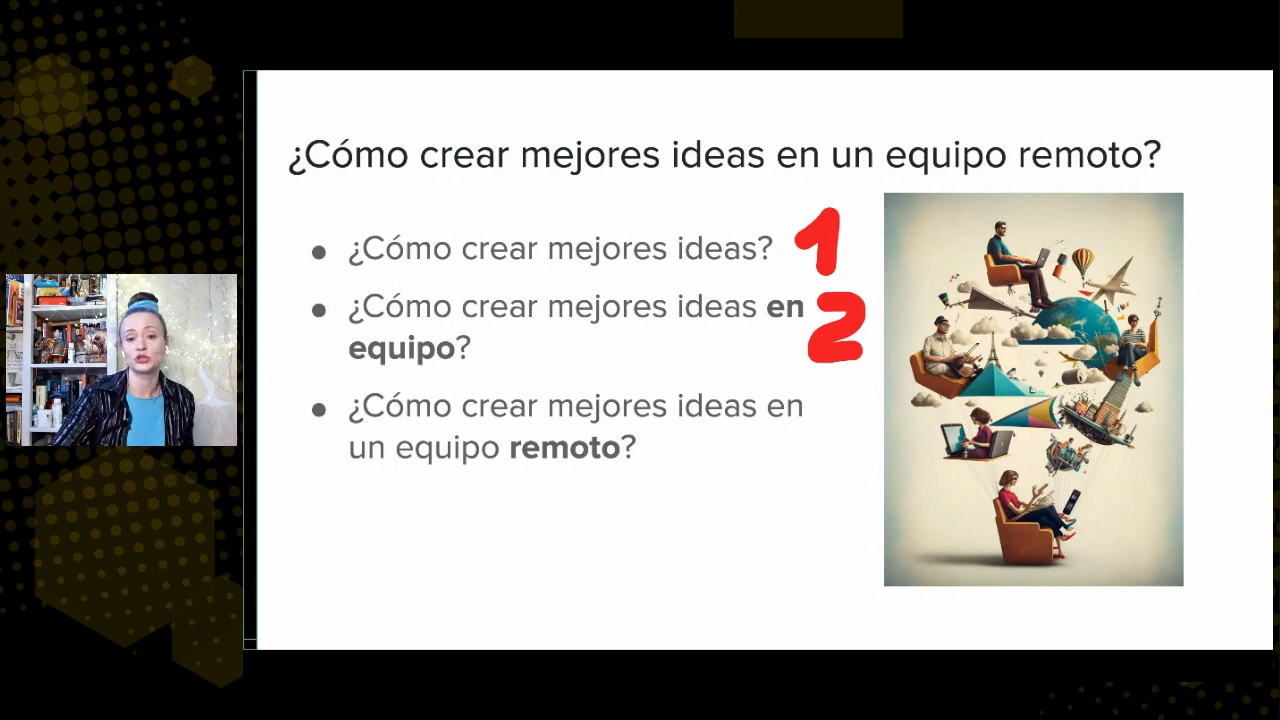 ¿Cómo crear mejores ideas en un equipo remoto?
¿Cómo crear mejores ideas?
1
¿Cómo crear mejores ideas en
equipo?
2
¿Cómo crear mejores ideas en
un equipo remoto?